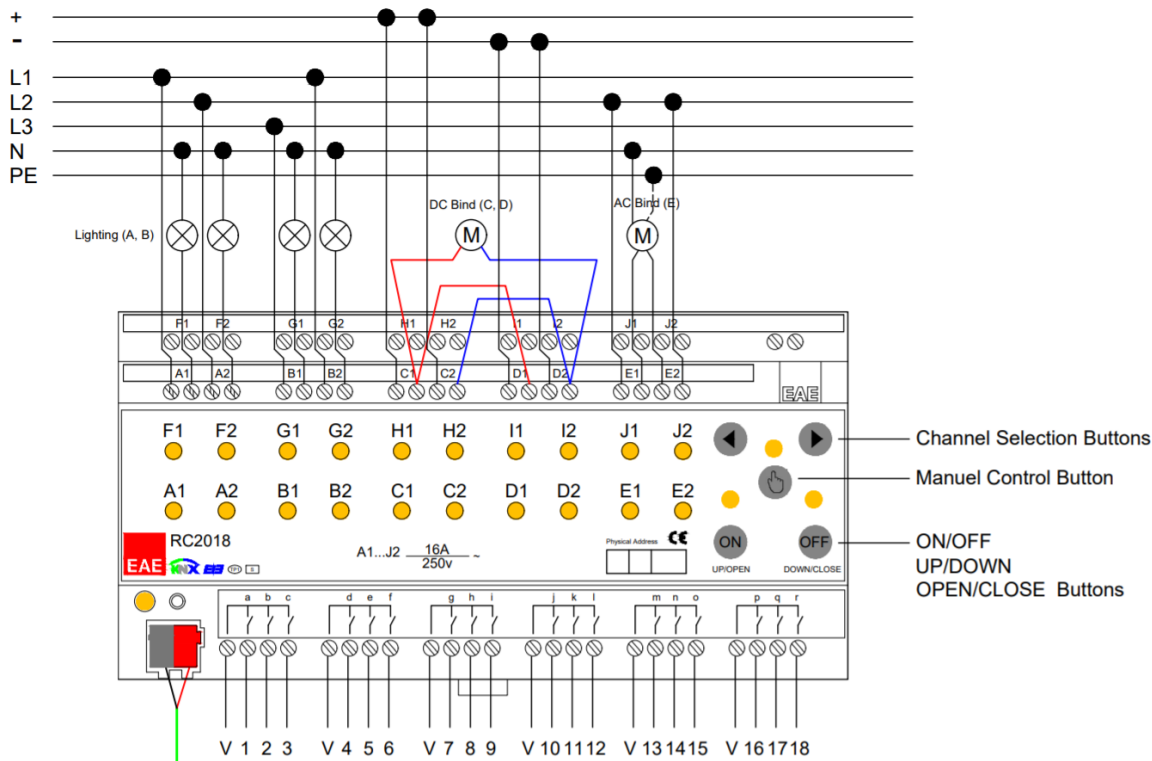 +
-
L1
L2
L3
N
PE
DC Bind (C, D)
AC Bind (E)
Lighting (A, B)
M
M
F1 F2 G1 G2 H1 H2 I1 I2 J1 J2
A1 A2 B1 B2 C1 C2 D1 D2 E1 E2
EAE
F1 F2 G1 G2 H1 H2 I1 I2 J1 J2
Channel Selection Buttons
Manuel Control Button
A1 A2 B1 B2 C1 C2 D1 D2 E1 E2
EAE
RC2018
KNX
TP1
S
A1...J2 16A ~
250v
Physical Address CE
ON
OFF
UP/OPEN
DOWN/CLOSE
ON/OFF
UP/DOWN
OPEN/CLOSE Buttons
a b c d e f g h i j k l m n o p q r
V 1 2 3 V 4 5 6 V 7 8 9 V 10 11 12 V 13 14 15 V 16 17 18